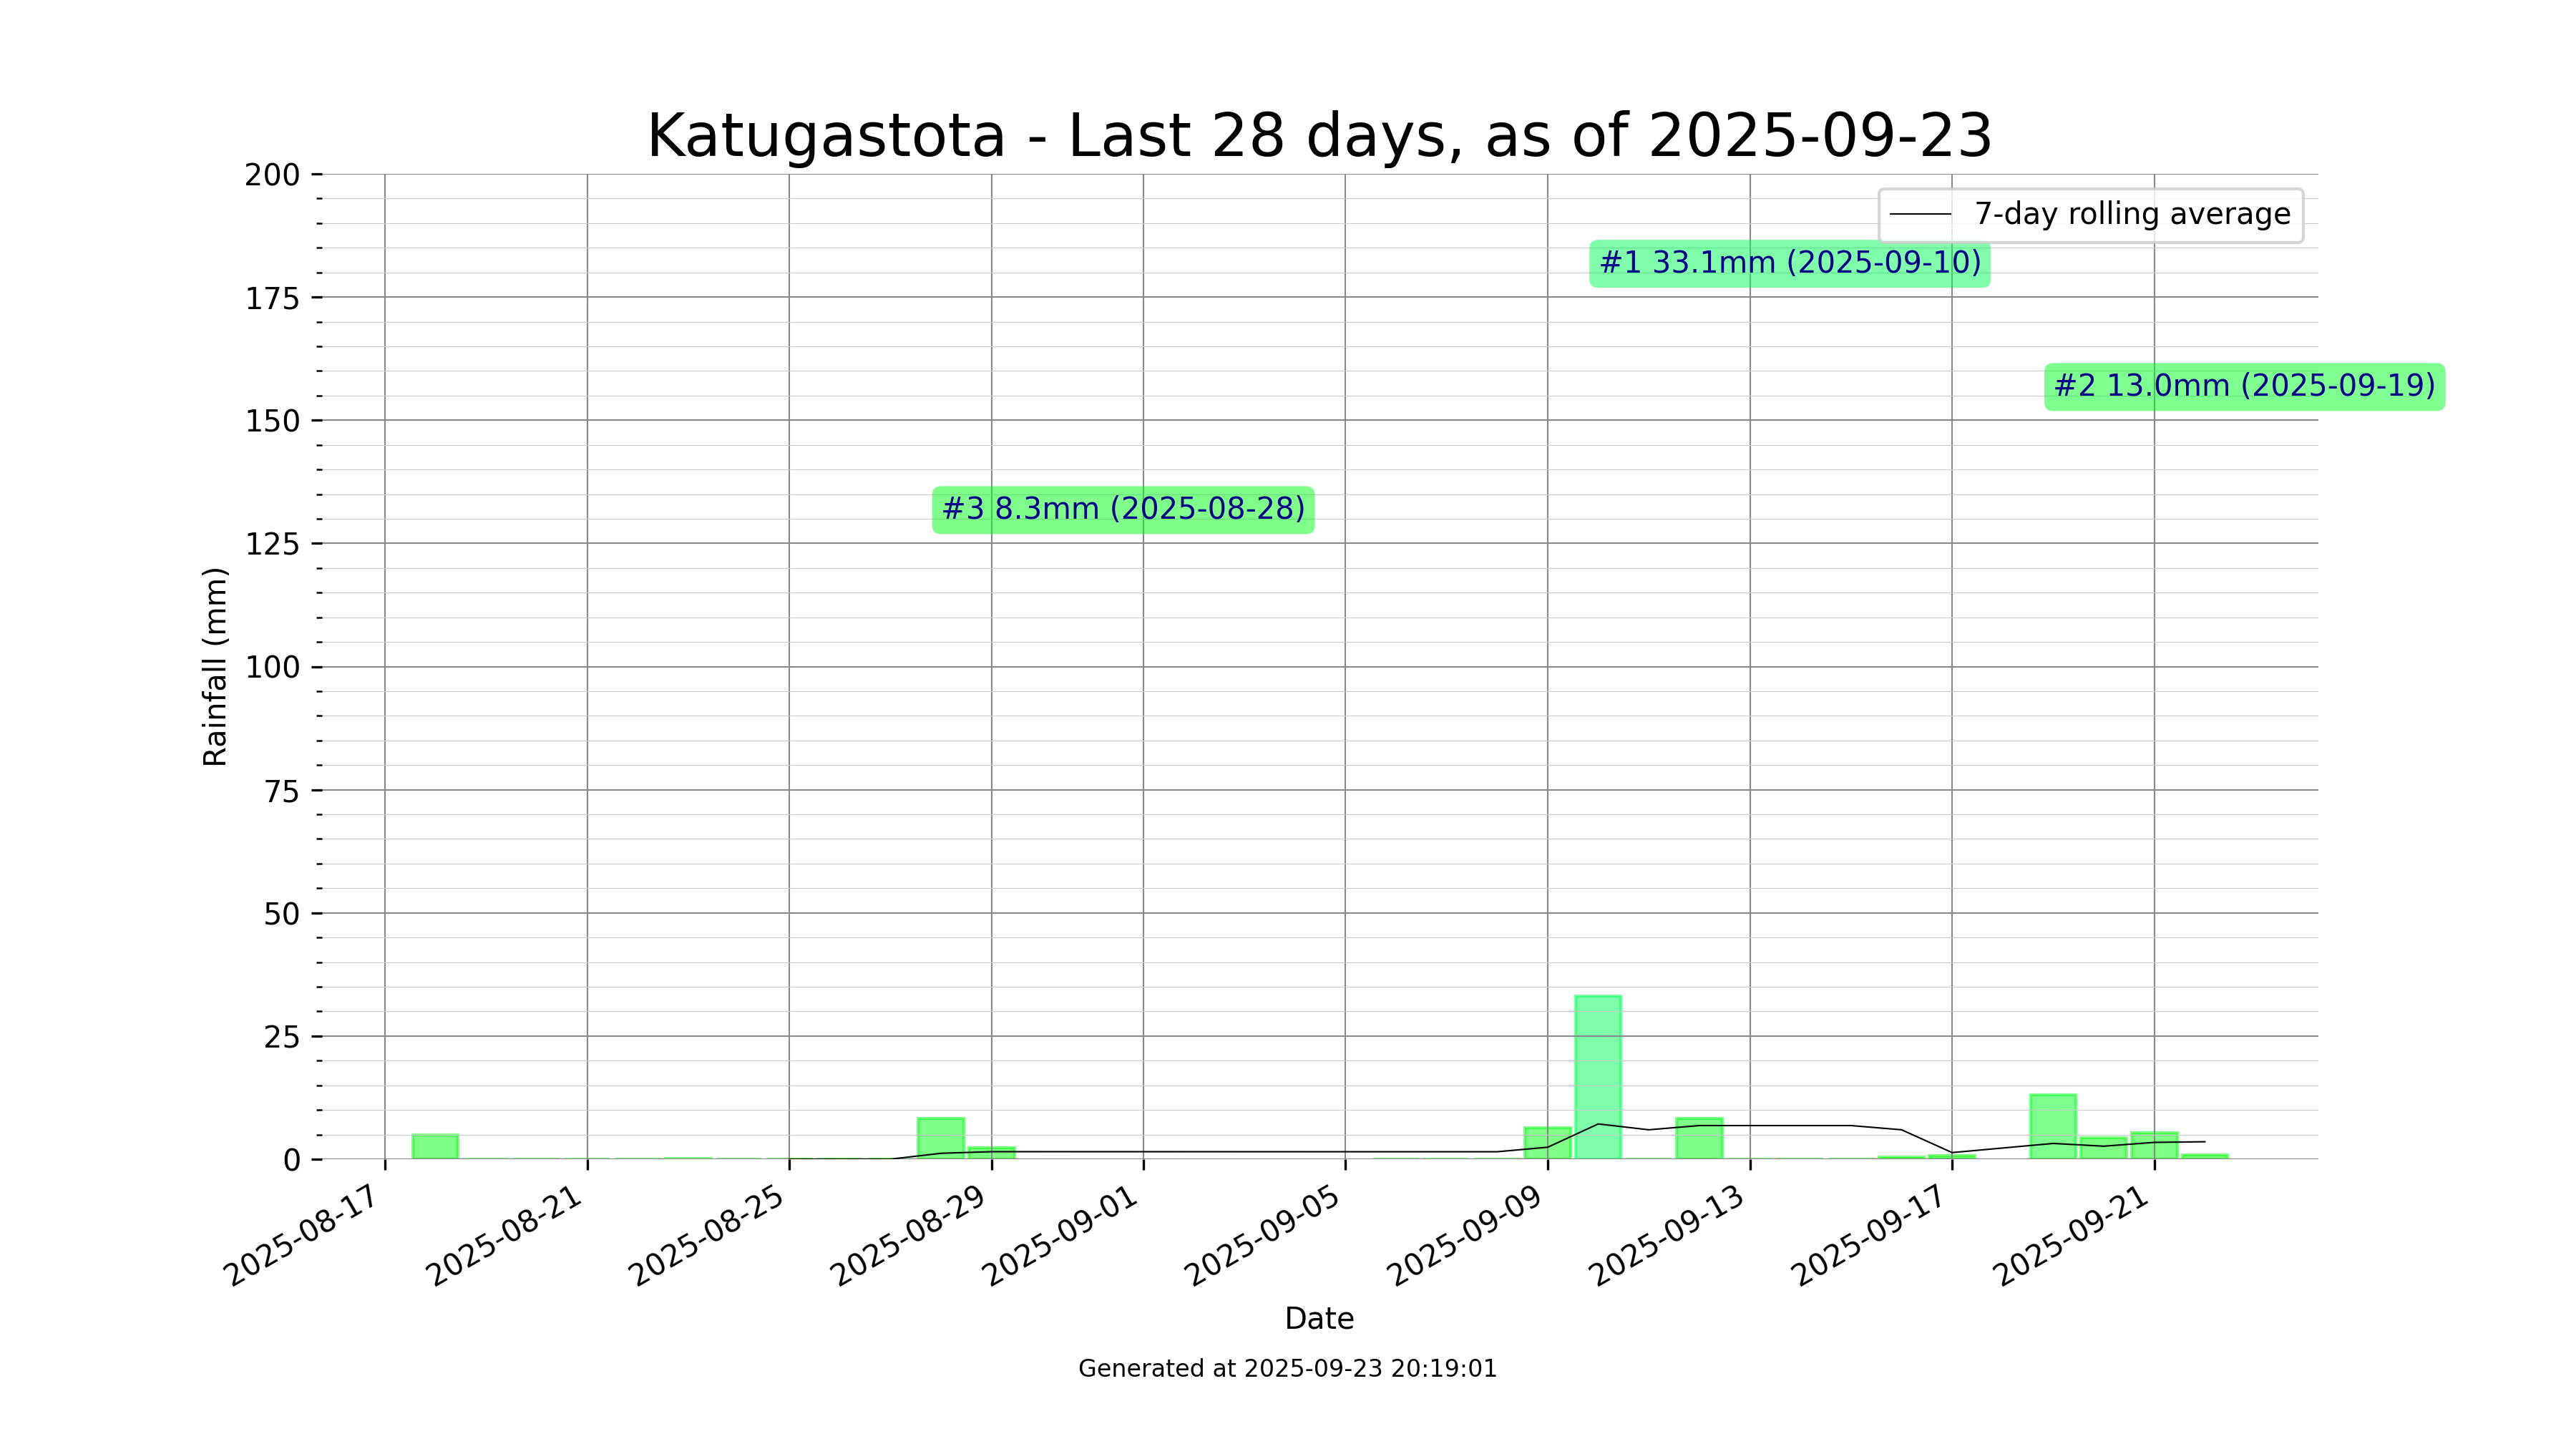 Katugastota - Last 28 days, as of 2025-09-23
200
175
150
125
100
75
50
25
0
Rainfall (mm)
7-day rolling average
#1 33.1mm (2025-09-10)
#2 13.0mm (2025-09-19)
#3 8.3mm (2025-08-28)
2025-08-17
2025-08-21
2025-08-25
2025-08-29
2025-09-01
2025-09-05
2025-09-09
2025-09-13
2025-09-17
2025-09-21
Date
Generated at 2025-09-23 20:19:01